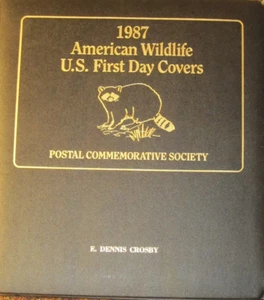 1987
American Wildlife
U.S. First Day Covers
POSTAL COMMEMORATIVE SOCIETY
E. DENNIS CROSBY